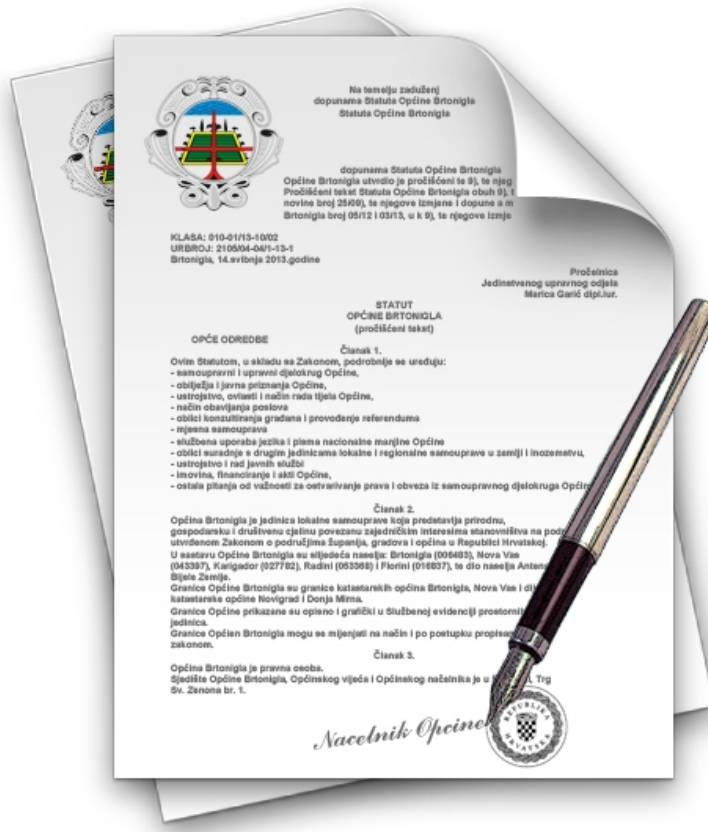 Na temelju zaduženj
dopunama Statuta Općine Brtonigla
Statuta Općine Brtonigla
dopunama Statuta Općine Brtonigla
Općine Brtonigla utvrdio je pročišćeni te 9), te njeg
Pročišćeni tekst Statuta Općine Brtonigla obuh 9), t
novine broj 25/09), te njegove izmjene i dopune a m
Brtonigla broj 05/12 i 03/13, u k 9), te njegove izmje
KLASA: 010-01/13-10/02
URBROJ: 2105/04-04/1-13-1
Brtonigla, 14.svibnja 2013.godine
Pročelnica
Jedinstvenog upravnog odjela
Marica Garić dipl.iur.
STATUT
OPĆINE BRTONIGLA
(pročišćeni tekst)
OPĆE ODREDBE
Članak 1.
Ovim Statutom, u skladu sa Zakonom, podrobnije se uređuju:
- samoupravni i upravni djelokrug Općine,
- obilježja i javna priznanja Općine,
- ustrojstvo, ovlasti i način rada tijela Općine,
- način obavljanja poslova
- oblici konzultiranja građana i provođenje referenduma
- mjesna samouprava
- službena uporaba jezika i pisma nacionalne manjine Općine
- oblici suradnje s drugim jedinicama lokalne i regionalne samouprave u zemlji i inozemstvu,
- ustrojstvo i rad javnih službi
- imovina, financiranje i akti Općine,
- ostala pitanja od važnosti za ostvarivanje prava i obveza iz samoupravnog djelokruga Općin
Članak 2.
Općina Brtonigla je jedinica lokalne samouprave koja predstavlja prirodnu,
gospodarsku i društvenu cjelinu povezanu zajedničkim interesima stanovništva na podr
utvrđenom Zakonom o područjima županija, gradova i općina u Republici Hrvatskoj.
U sastavu Općine Brtonigla su slijedeća naselja: Brtonigla (006483), Nova Vas
(043397), Karigador (027782), Radini (053368) i Fiorini (016837), te dio naselja Anten
Bijele Zemlje.
Granice Općine Brtonigla su granice katastarskih općina Brtonigla, Nova Vas i di
katastarske općine Novigrad i Donja Mirna.
Granice Općine prikazane su opisno i grafički u Službenoj evidenciji prostorni
jedinica.
Granice Općien Brtonigla mogu se mijenjati na način i po postupku propisa
zakonom.
Članak 3.
Općina Brtonigla je pravna osoba.
Sjedište Općine Brtonigla, Općinskog vijeća i Općinskog načelnika je u Trg
Sv. Zenona br. 1.
Nacelnik Opcine
REPUBLIKA
HRVATSKA